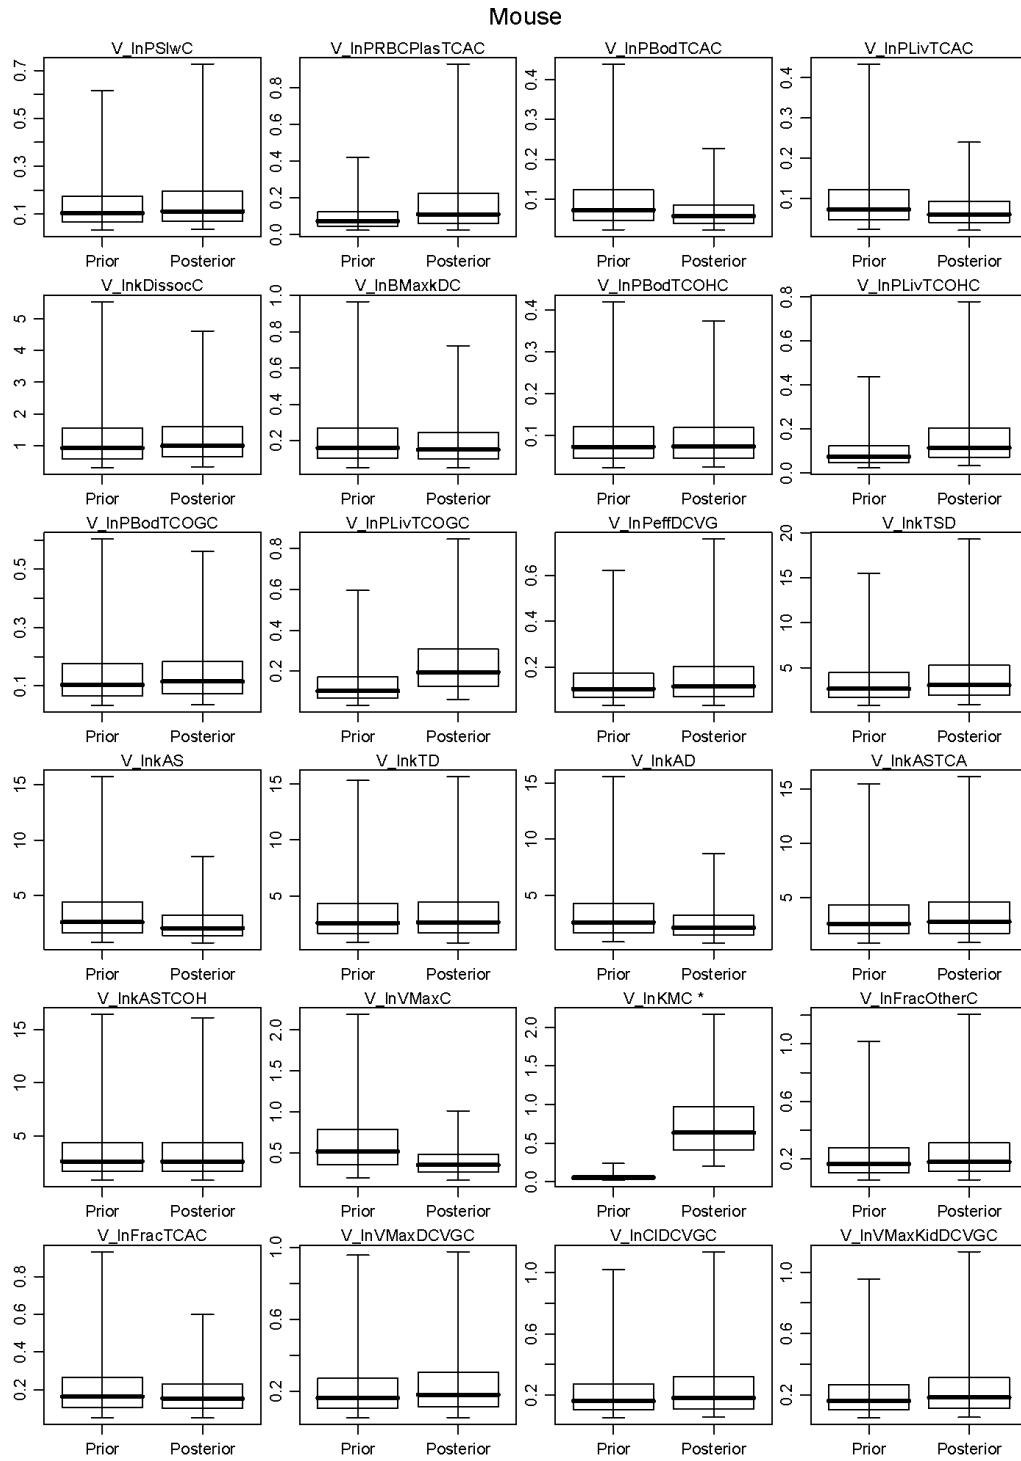 Mouse
V_lnPSlwC V_lnPRBCPlasTCAC V_lnPBodTCAC V_lnPLivTCAC
0.1 0.3 0.5 0.7 0.0 0.2 0.4 0.6 0.8 0.1 0.2 0.3 0.4 0.1 0.2 0.3 0.4
Prior Posterior Prior Posterior Prior Posterior Prior Posterior
V_lnkDissocC V_lnBMaxkDC V_lnPBodTCOHC V_lnPLivTCOHC
1 2 3 4 5 0.2 0.4 0.6 0.8 1.0 0.1 0.2 0.3 0.4 0.0 0.2 0.4 0.6 0.8
Prior Posterior Prior Posterior Prior Posterior Prior Posterior
V_lnPBodTCOGC V_lnPLivTCOGC V_lnPeffDCVG V_lnkTSD
0.1 0.3 0.5 0.2 0.4 0.6 0.8 0.2 0.4 0.6 5 10 15 20
Prior Posterior Prior Posterior Prior Posterior Prior Posterior
V_lnkAS V_lnkTD V_lnkAD V_lnkASTCA
5 10 15 5 10 15 5 10 15 5 10 15
Prior Posterior Prior Posterior Prior Posterior Prior Posterior
V_lnkASTCOH V_lnVMaxC V_lnKMC * V_lnFracOtherC
5 10 15 0.5 1.0 1.5 2.0 0.0 0.5 1.0 1.5 2.0 0.2 0.6 1.0
Prior Posterior Prior Posterior Prior Posterior Prior Posterior
V_lnFracTCAC V_lnVMaxDCVGC V_lnClDCVGC V_lnVMaxKidDCVGC
0.2 0.4 0.6 0.8 0.2 0.6 1.0 0.2 0.6 1.0 0.2 0.6 1.0
Prior Posterior Prior Posterior Prior Posterior Prior Posterior